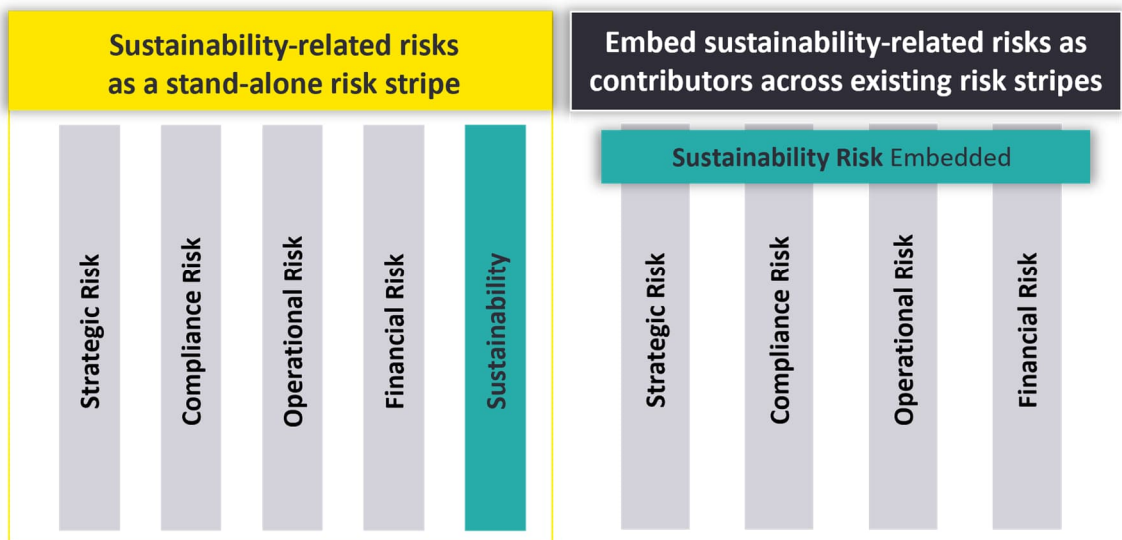 Sustainability-related risks
as a stand-alone risk stripe
Strategic Risk
Compliance Risk
Operational Risk
Financial Risk
Sustainability
Embed sustainability-related risks as
contributors across existing risk stripes
Sustainability Risk Embedded
Strategic Risk
Compliance Risk
Operational Risk
Financial Risk